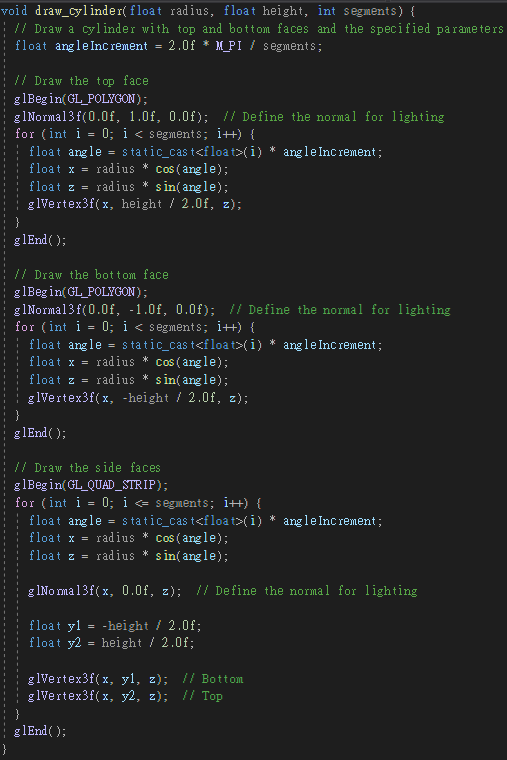 void draw_cylinder(float radius, float height, int segments) {
// Draw a cylinder with top and bottom faces and the specified parameters
float angleIncrement = 2.0f * M_PI / segments;
// Draw the top face
glBegin(GL_POLYGON);
glNormal3f(0.0f, 1.0f, 0.0f);  // Define the normal for lighting
for (int i = 0; i < segments; i++) {
float angle = static_cast<float>(i) * angleIncrement;
float x = radius * cos(angle);
float z = radius * sin(angle);
glVertex3f(x, height / 2.0f, z);
}
glEnd();
// Draw the bottom face
glBegin(GL_POLYGON);
glNormal3f(0.0f, -1.0f, 0.0f);  // Define the normal for lighting
for (int i = 0; i < segments; i++) {
float angle = static_cast<float>(i) * angleIncrement;
float x = radius * cos(angle);
float z = radius * sin(angle);
glVertex3f(x, -height / 2.0f, z);
}
glEnd();
// Draw the side faces
glBegin(GL_QUAD_STRIP);
for (int i = 0; i <= segments; i++) {
float angle = static_cast<float>(i) * angleIncrement;
float x = radius * cos(angle);
float z = radius * sin(angle);
glNormal3f(x, 0.0f, z);  // Define the normal for lighting
float y1 = -height / 2.0f;
float y2 = height / 2.0f;
glVertex3f(x, y1, z);  // Bottom
glVertex3f(x, y2, z);  // Top
}
glEnd();
}